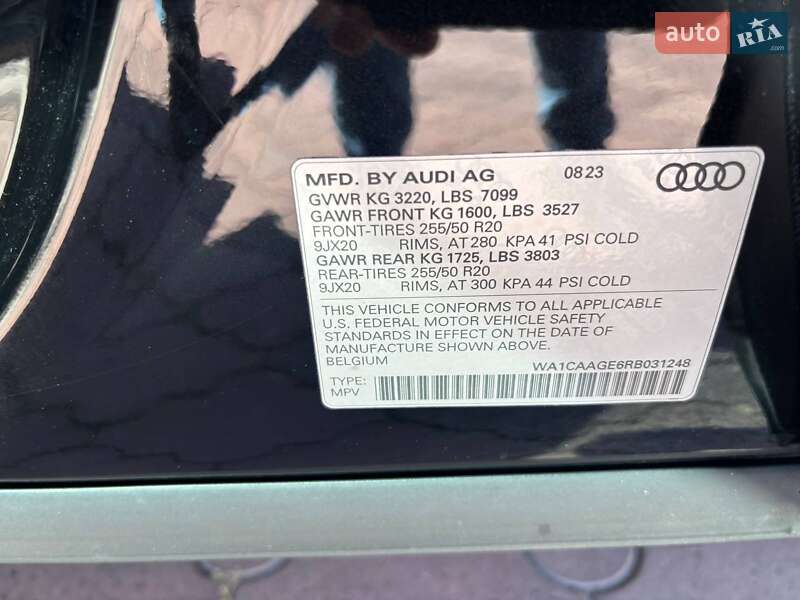 auto RIA
.com
MFD. BY AUDI AG 08 23
GVWR KG 3220, LBS 7099
GAWR FRONT KG 1600, LBS 3527
FRONT-TIRES 255/50 R20
9JX20 RIMS, AT 280 KPA 41 PSI COLD
GAWR REAR KG 1725, LBS 3803
REAR-TIRES 255/50 R20
9JX20 RIMS, AT 300 KPA 44 PSI COLD
THIS VEHICLE CONFORMS TO ALL APPLICABLE
U.S. FEDERAL MOTOR VEHICLE SAFETY
STANDARDS IN EFFECT ON THE DATE OF
MANUFACTURE SHOWN ABOVE.
BELGIUM WA1CAAGE6RB031248
TYPE:
MPV